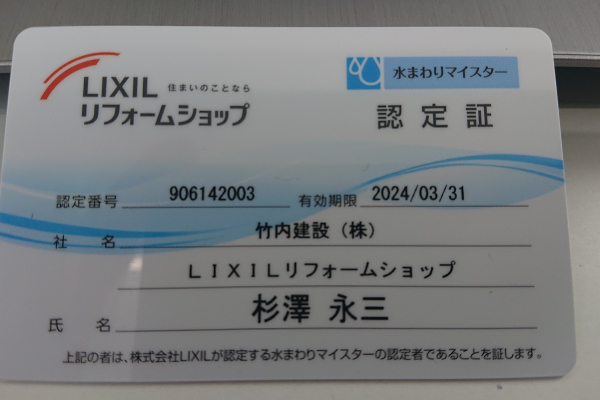 LIXIL 住まいのことなら
リフォームショップ
水まわりマイスター
認定証
認定番号 906142003 有効期限 2024/03/31
社名 竹内建設（株）
ＬＩＸＩＬリフォームショップ
氏名 杉澤 永三
上記の者は、株式会社LIXILが認定する水まわりマイスターの認定者であることを証します。